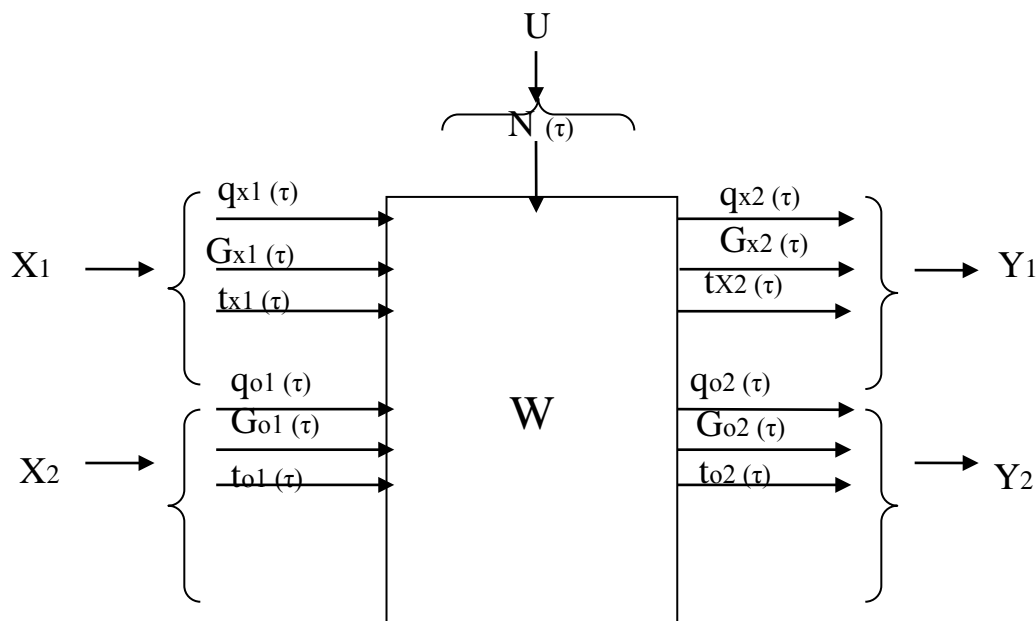 U
N (τ)
qx1 (τ)
qx2 (τ)
X1
Gx1 (τ)
Gx2 (τ)
Y1
tx1 (τ)
tX2 (τ)
qo1 (τ)
qo2 (τ)
W
Go1 (τ)
Go2 (τ)
X2
to1 (τ)
to2 (τ)
Y2